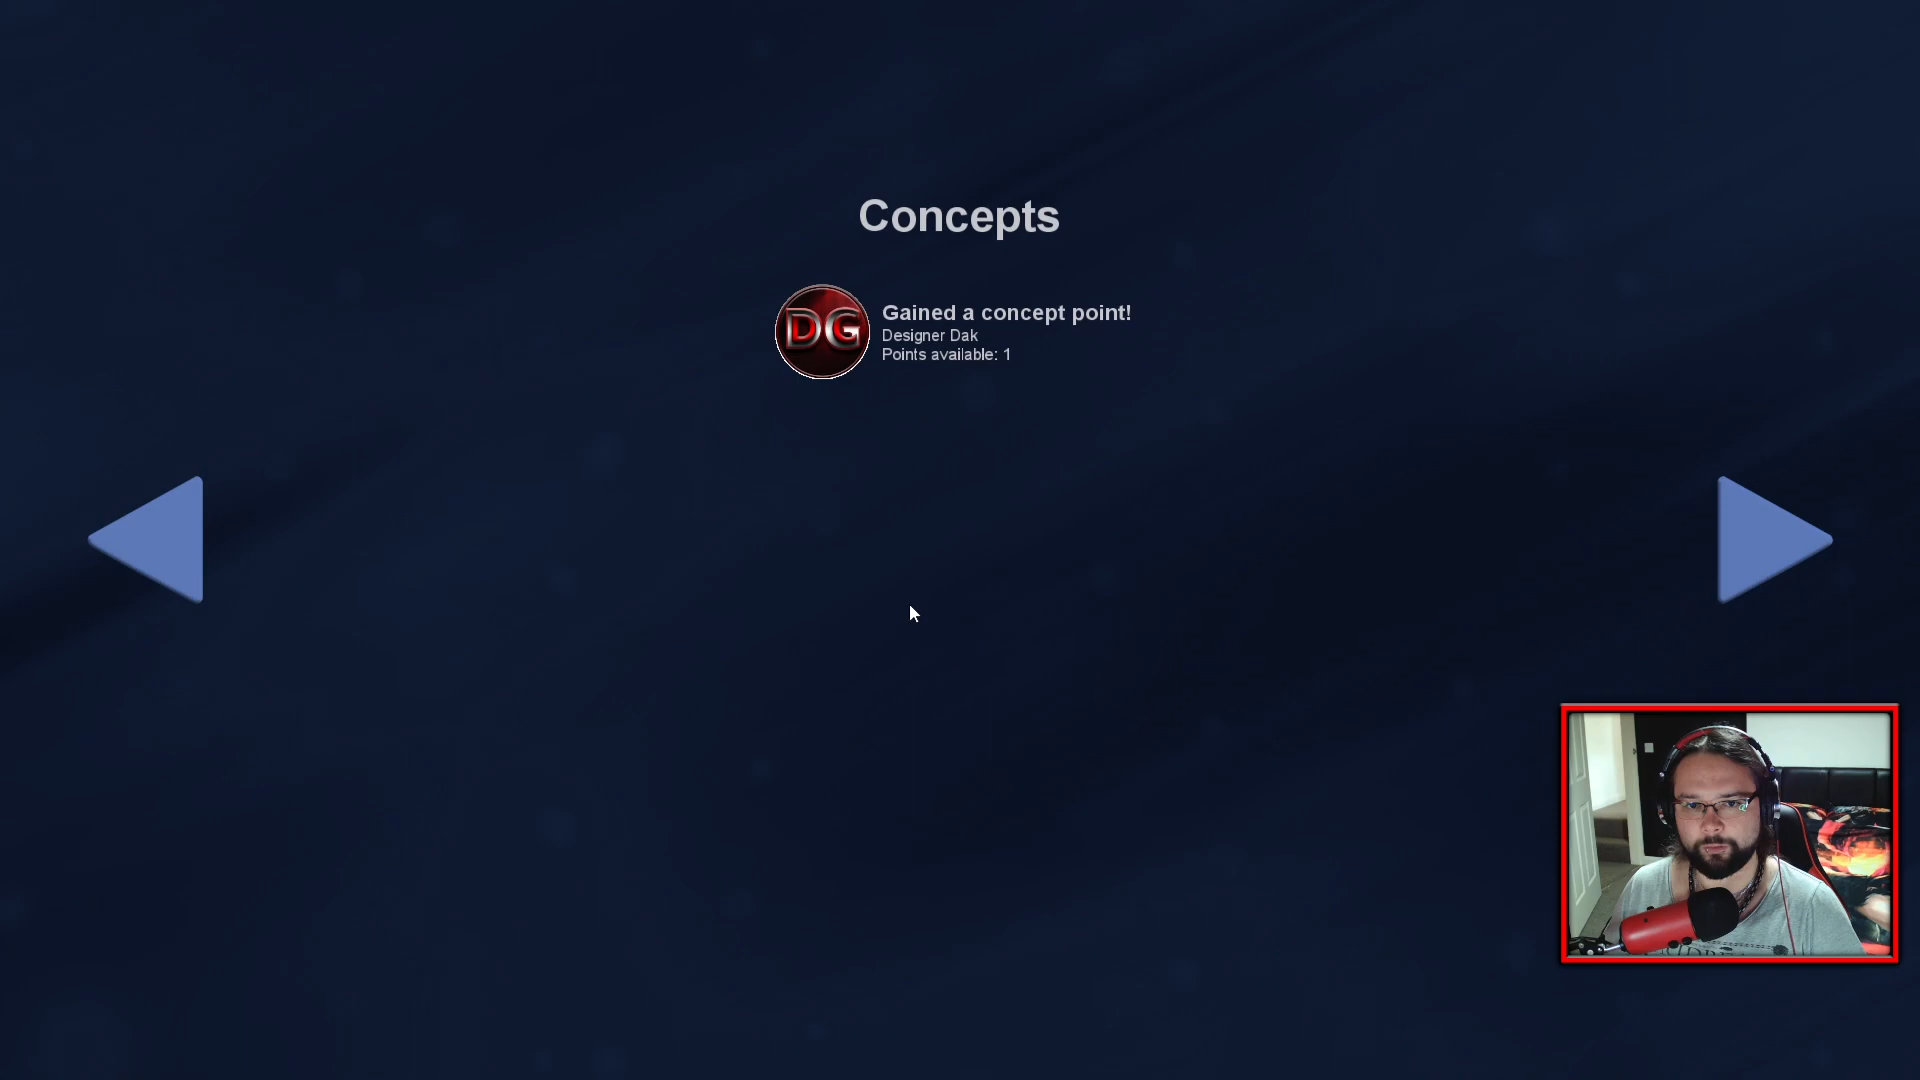 Concepts
DG
Gained a concept point!
Designer Dak
Points available: 1